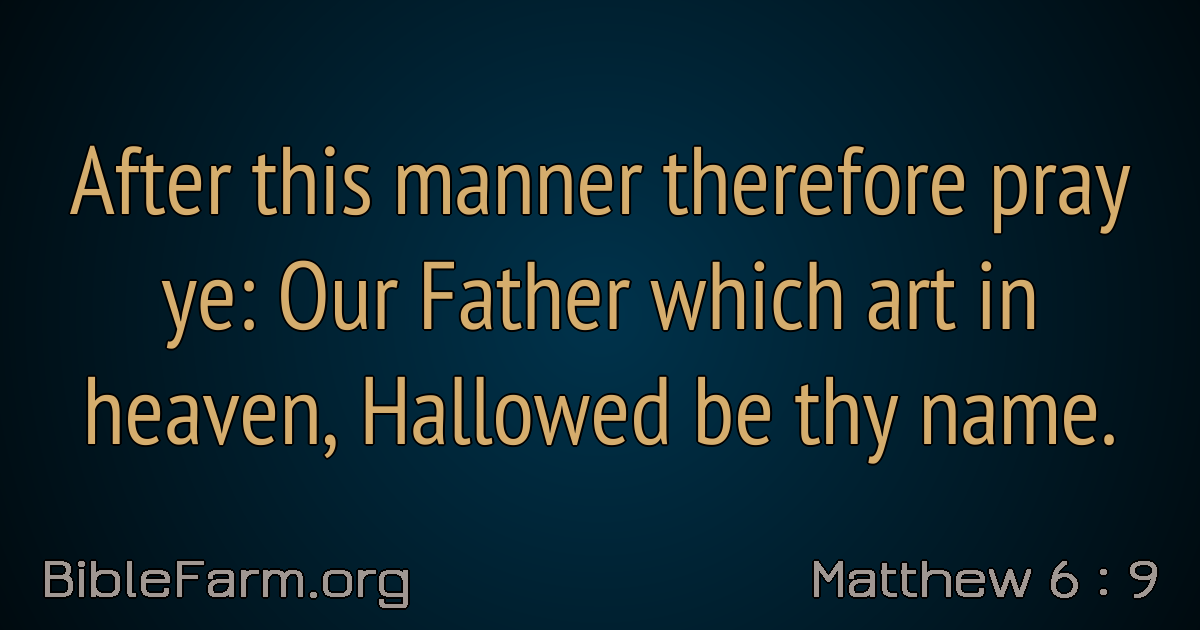 After this manner therefore pray
ye: Our Father which art in
heaven, Hallowed be thy name.
BibleFarm.org
Matthew 6 : 9